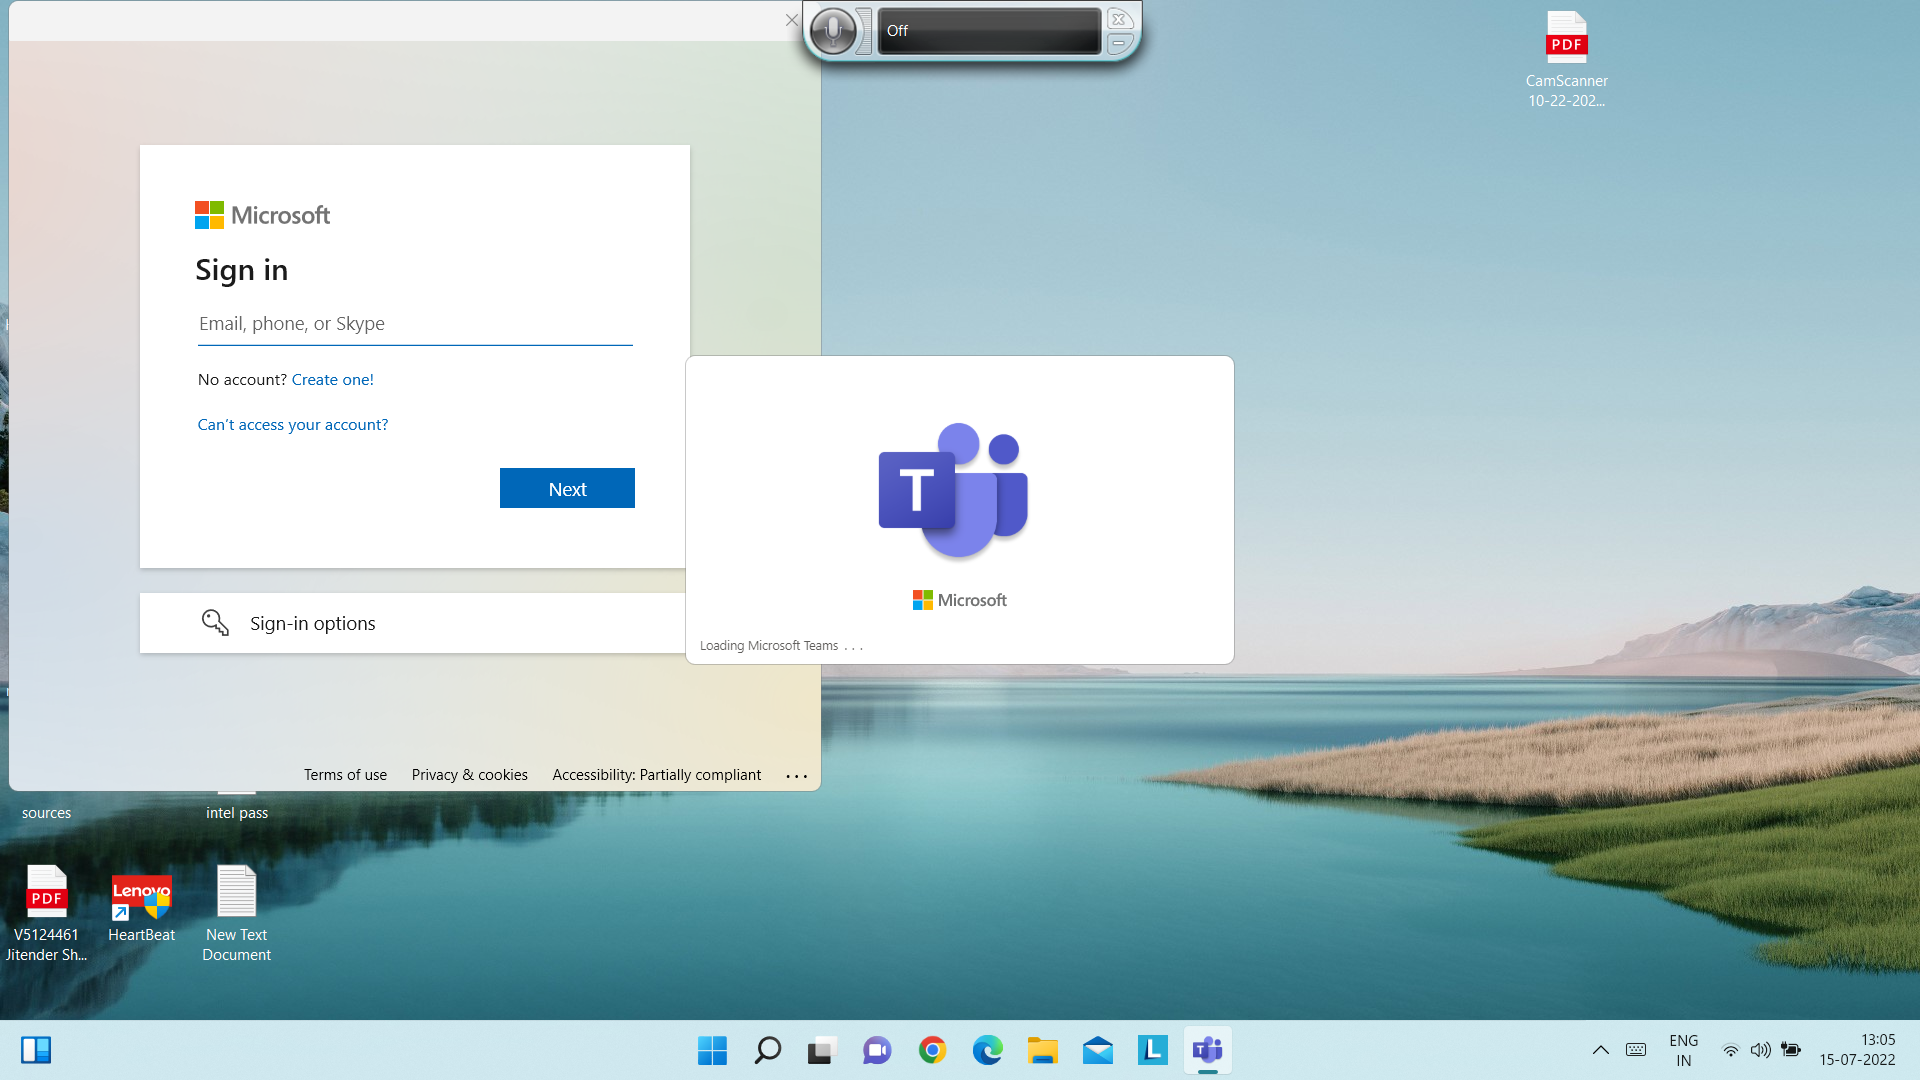 Off
PDF
CamScanner
10-22-202...
Microsoft
Sign in
Email, phone, or Skype
No account? Create one!
Can't access your account?
Next
Sign-in options
T
Microsoft
Loading Microsoft Teams . . .
Terms of use
Privacy & cookies
Accessibility: Partially compliant
...
sources
intel pass
PDF
Lenovo
V5124461
Jitender Sh...
HeartBeat
New Text
Document
L
T
ENG
IN
13:05
15-07-2022